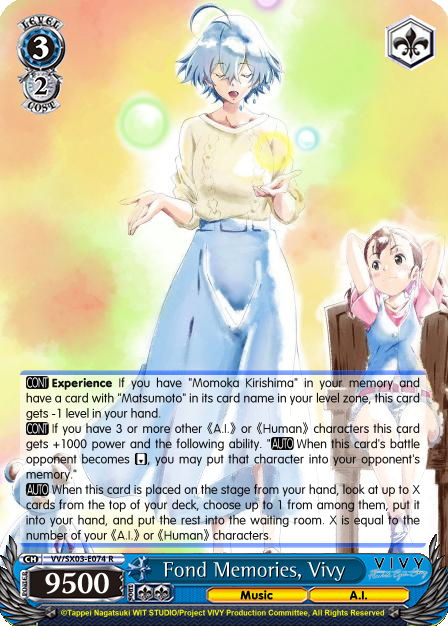 LEVEL
3
2
COST
CONT Experience If you have "Momoka Kirishima" in your memory and
have a card with "Matsumoto" in its card name in your level zone, this card
gets -1 level in your hand.
CONT If you have 3 or more other 《A.I.》 or 《Human》 characters this card
gets +1000 power and the following ability. "AUTO When this card's battle
opponent becomes, you may put that character into your opponent's
memory."
AUTO When this card is placed on the stage from your hand, look at up to X
cards from the top of your deck, choose up to 1 from among them, put it
into your hand, and put the rest into the waiting room. X is equal to the
number of your 《A.I.》 or 《Human》 characters.
CH VV/SX03-E074 R
POWER 9500 SOUL
Fond Memories, Vivy
VIVY
Music A.I.
©Tappei Nagatsuki WIT STUDIO/Project VIVY Production Committee, All Rights Reserved